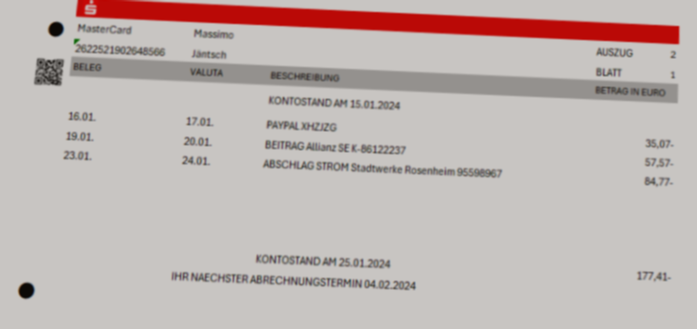 MasterCard Massimo
2622521902648566 Jäntsch AUSZUG 2
BLATT 1
BELEG VALUTA BESCHREIBUNG BETRAG IN EURO
KONTOSTAND AM 15.01.2024
16.01. 17.01. PAYPAL XHZJZG 35,07-
19.01. 20.01. BEITRAG Allianz SE K-86122237 57,57-
23.01. 24.01. ABSCHLAG STROM Stadtwerke Rosenheim 95598967 84,77-
KONTOSTAND AM 25.01.2024 177,41-
IHR NAECHSTER ABRECHNUNGSTERMIN 04.02.2024